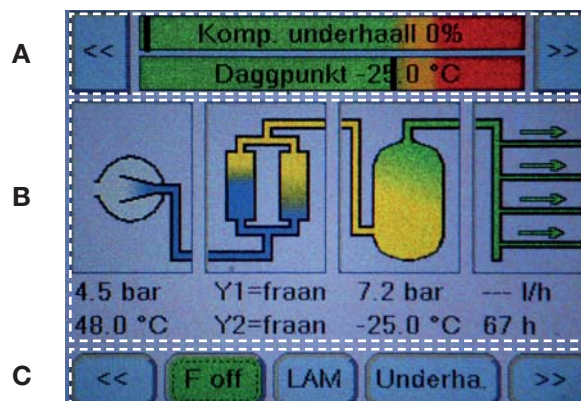 A
<< Komp. underhaall 0% >>
Daggpunkt -25.0 °C
B
4.5 bar Y1=fraan 7.2 bar --- l/h
48.0 °C Y2=fraan -25.0 °C 67 h
C
<< F off LAM Underha. >>